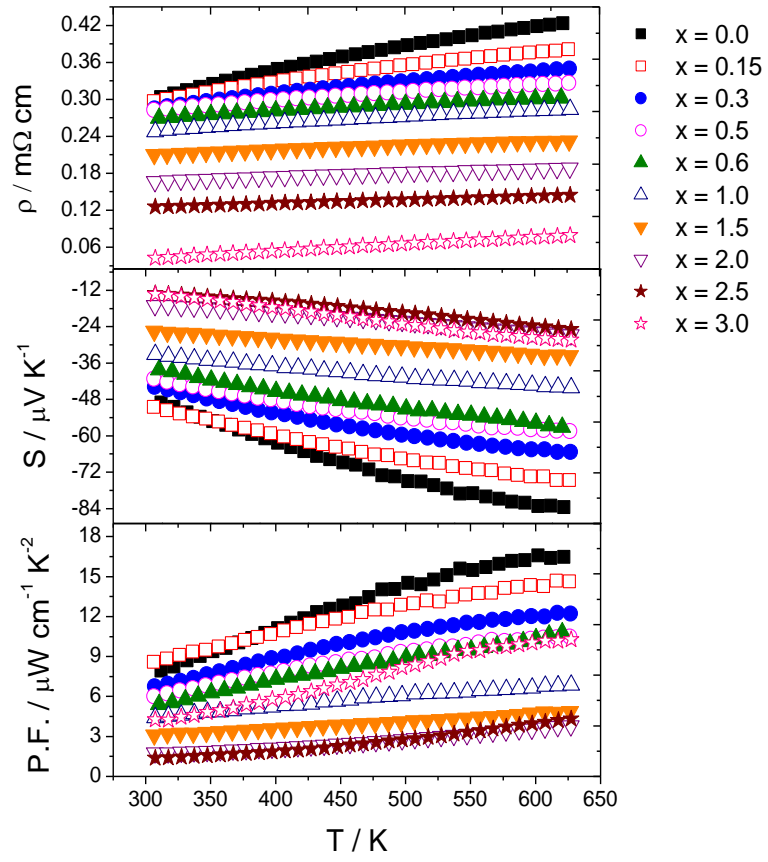 0.42
0.36
0.30
0.24
0.18
0.12
0.06
ρ / mΩ cm
-12
-24
-36
-48
-60
-72
-84
S / μV K⁻¹
18
15
12
9
6
3
0
P.F. / μW cm⁻¹ K⁻²
300 350 400 450 500 550 600 650
T / K
x = 0.0
x = 0.15
x = 0.3
x = 0.5
x = 0.6
x = 1.0
x = 1.5
x = 2.0
x = 2.5
x = 3.0